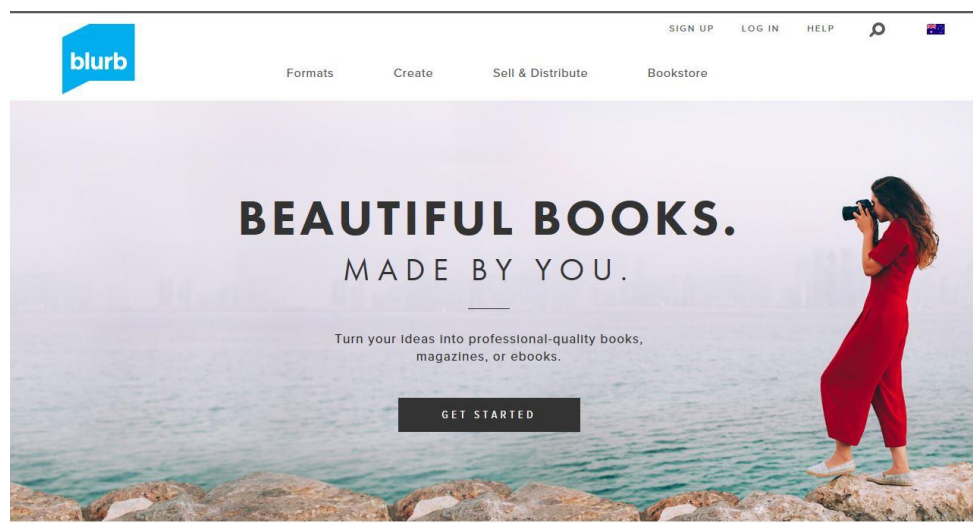 blurb
SIGN UP LOG IN HELP
Formats Create Sell & Distribute Bookstore
BEAUTIFUL BOOKS.
MADE BY YOU.
Turn your ideas into professional-quality books,
magazines, or ebooks.
GET STARTED